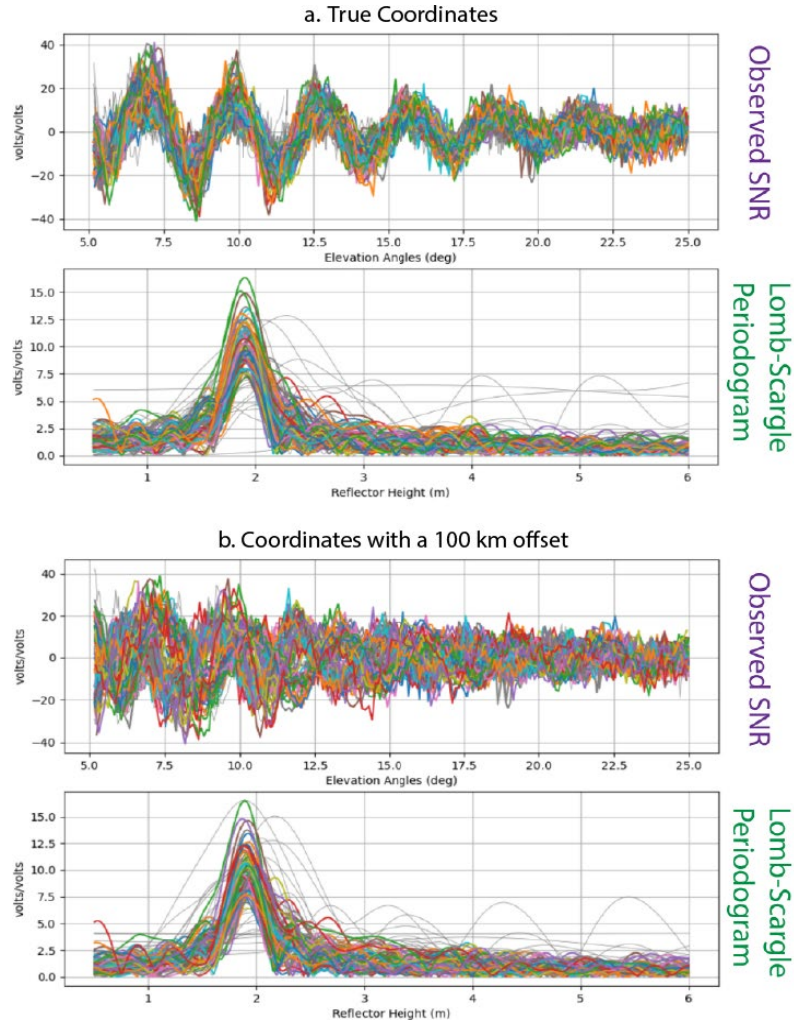 a. True Coordinates
40
20
0
−20
−40
volts/volts
5.0 7.5 10.0 12.5 15.0 17.5 20.0 22.5 25.0
Elevation Angles (deg)
Observed SNR
15.0
12.5
10.0
7.5
5.0
2.5
0.0
volts/volts
1 2 3 4 5 6
Reflector Height (m)
Lomb-Scargle
Periodogram
b. Coordinates with a 100 km offset
40
20
0
−20
−40
volts/volts
5.0 7.5 10.0 12.5 15.0 17.5 20.0 22.5 25.0
Elevation Angles (deg)
Observed SNR
15.0
12.5
10.0
7.5
5.0
2.5
0.0
volts/volts
1 2 3 4 5 6
Reflector Height (m)
Lomb-Scargle
Periodogram